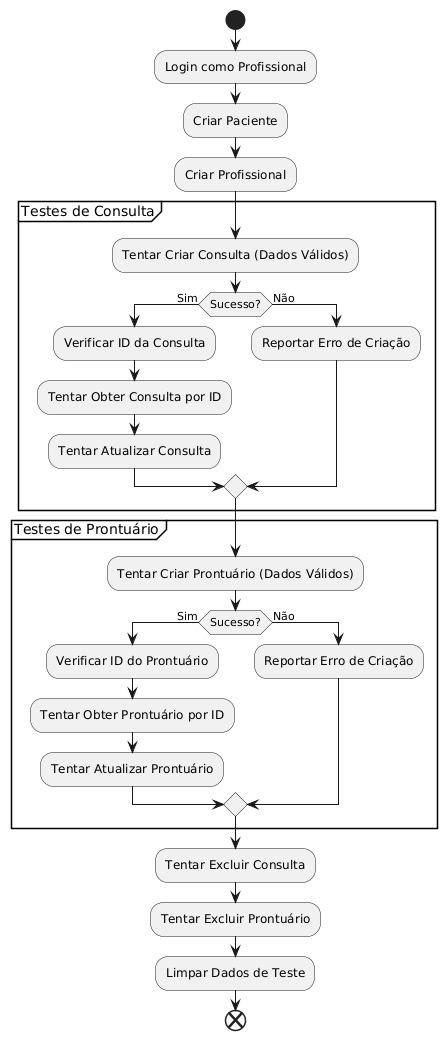 Login como Profissional
Criar Paciente
Criar Profissional
Testes de Consulta
Tentar Criar Consulta (Dados Válidos)
Sim
Sucesso?
Não
Verificar ID da Consulta
Reportar Erro de Criação
Tentar Obter Consulta por ID
Tentar Atualizar Consulta
Testes de Prontuário
Tentar Criar Prontuário (Dados Válidos)
Sim
Sucesso?
Não
Verificar ID do Prontuário
Reportar Erro de Criação
Tentar Obter Prontuário por ID
Tentar Atualizar Prontuário
Tentar Excluir Consulta
Tentar Excluir Prontuário
Limpar Dados de Teste